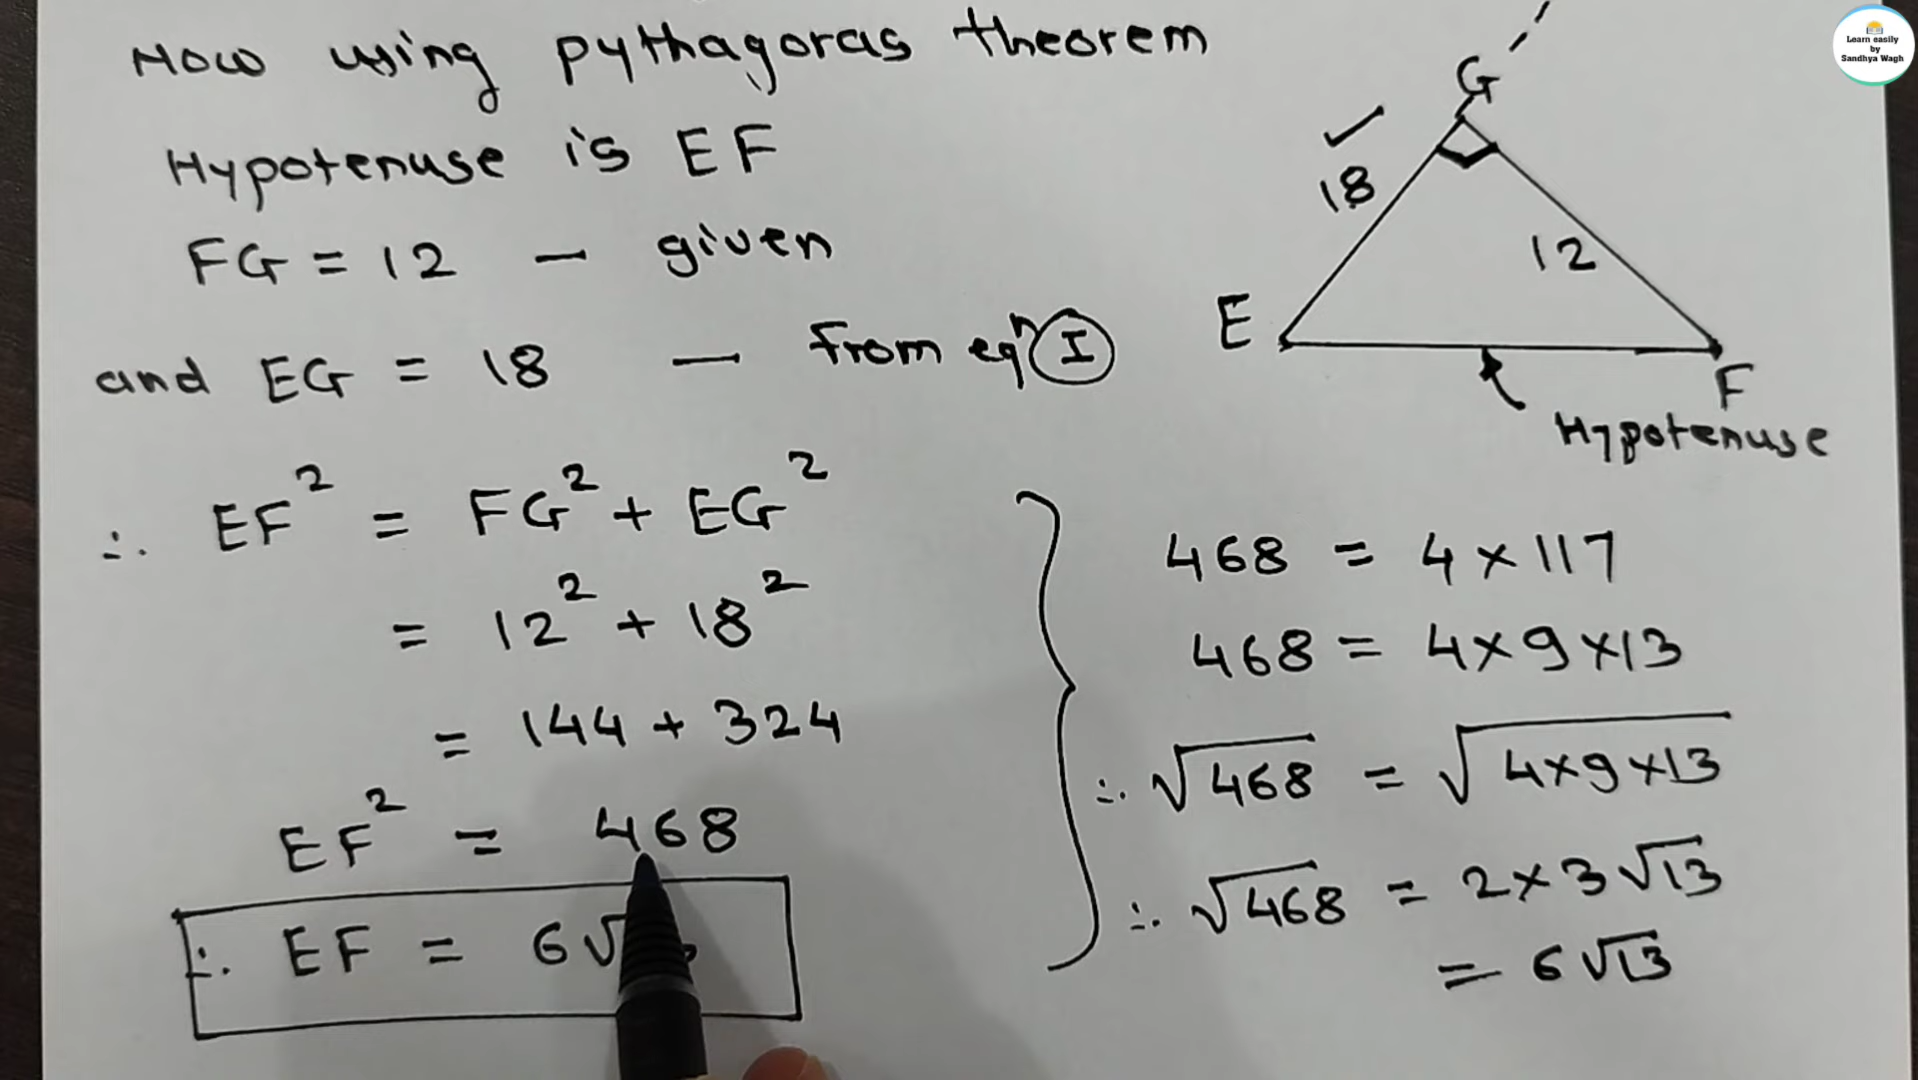 Now using pythagoras theorem
Hypotenuse is EF
FG = 12 — given
and EG = 18 — from eqⁿ (I)
∴ EF² = FG² + EG²
= 12² + 18²
= 144 + 324
EF² = 468
∴ EF = 6√
G
18
12
E
F
Hypotenuse
468 = 4 × 117
468 = 4×9×13
∴ √468 = √4×9×13
∴ √468 = 2×3√13
= 6√13
Learn easily
by
Sandhya Wagh